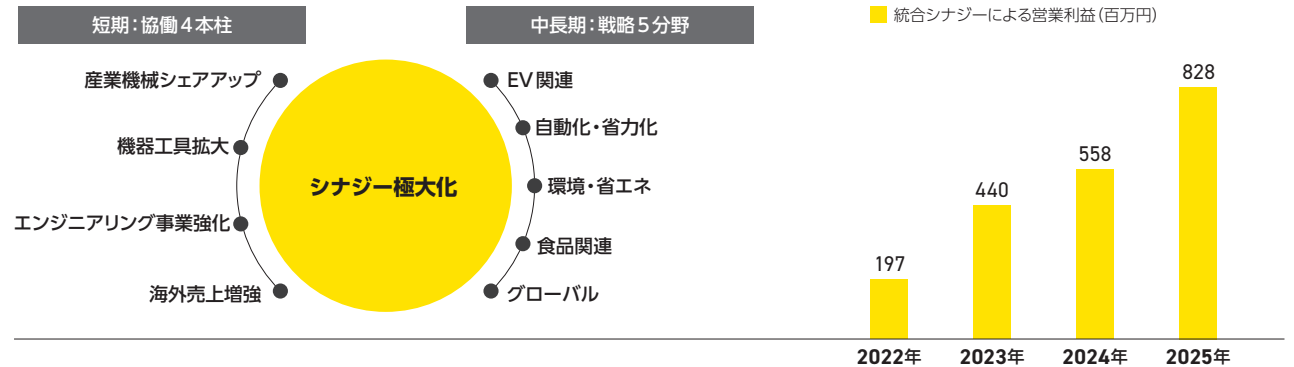 短期：協働4本柱
産業機械シェアアップ
機器工具拡大
エンジニアリング事業強化
海外売上増強
シナジー極大化
中長期：戦略5分野
EV関連
自動化・省力化
環境・省エネ
食品関連
グローバル
統合シナジーによる営業利益（百万円）
197
440
558
828
2022年
2023年
2024年
2025年